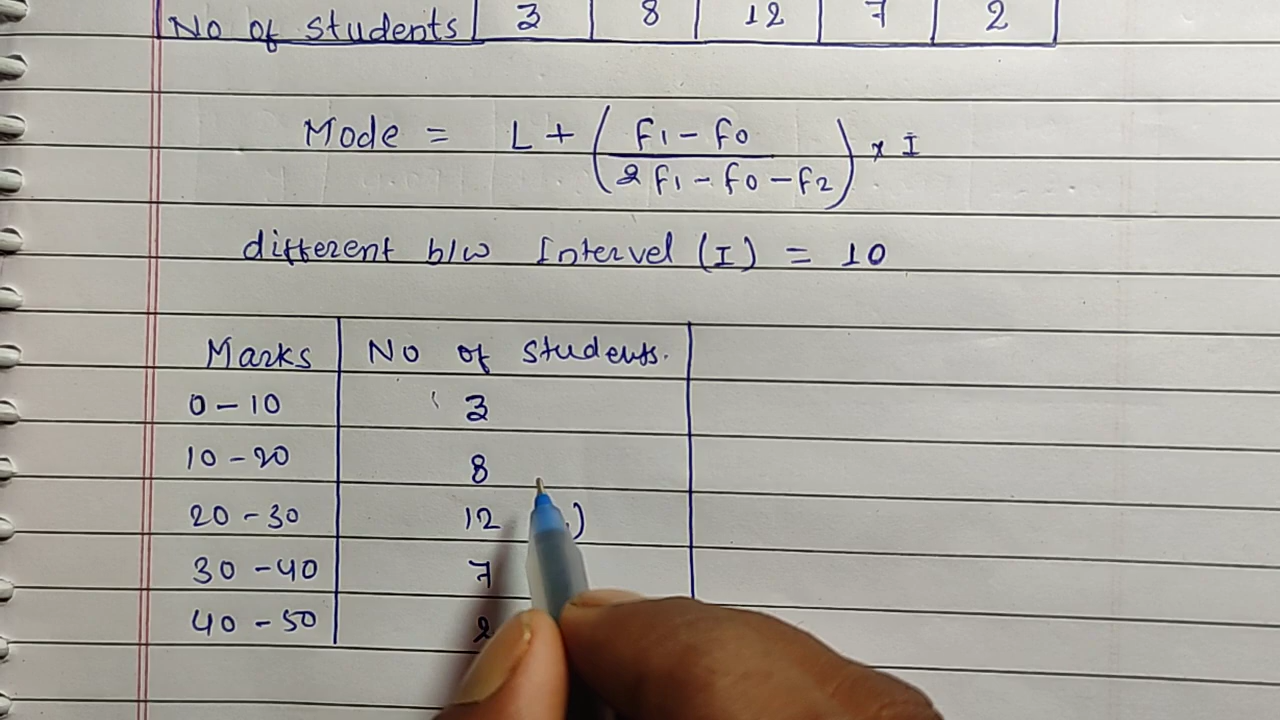 No of students 3 8 12 7 2
Mode = L + (f1 - f0 / 2f1 - f0 - f2) × I
different b/w Intervel (I) = 10
Marks No of students.
0-10 3
10-20 8
20-30 12 )
30-40 7
40-50 2